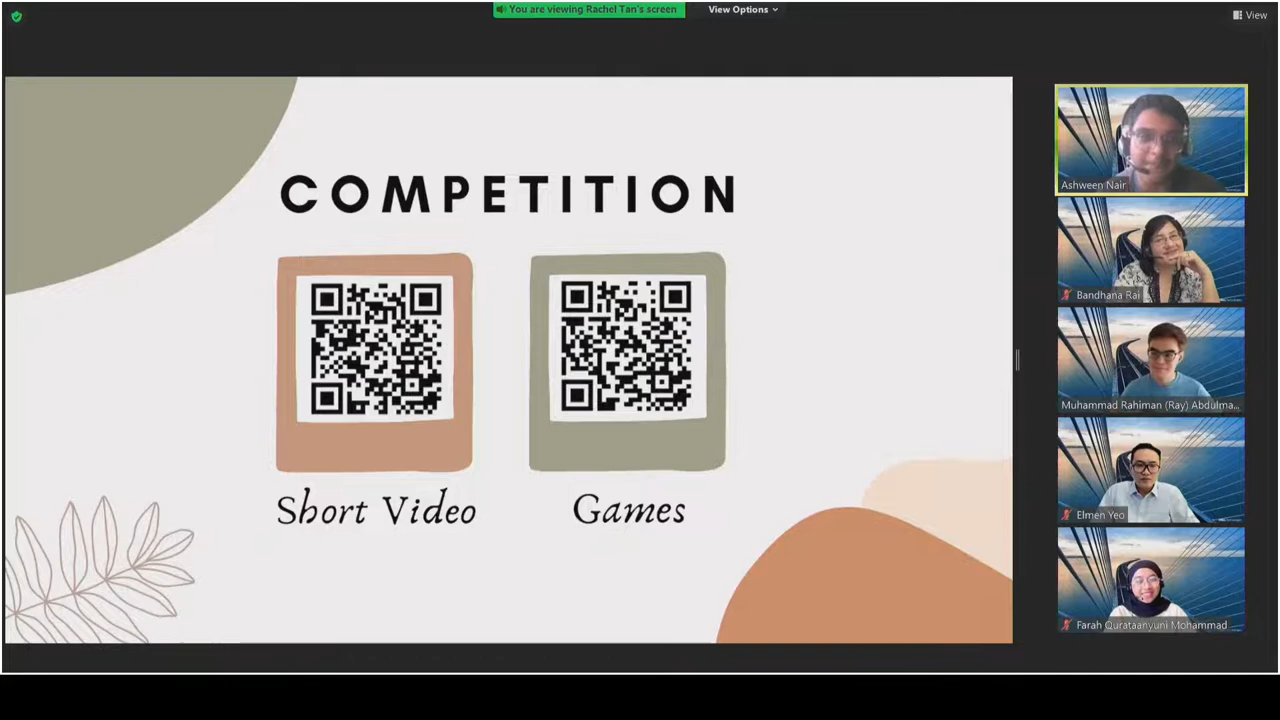 You are viewing Rachel Tan's screen
View Options
View
COMPETITION
Short Video
Games
Ashween Nair
Bandhana Rai
Muhammad Rahiman (Ray) Abdulma...
Elmen Yeo
Farah Qurataanyuni Mohammad